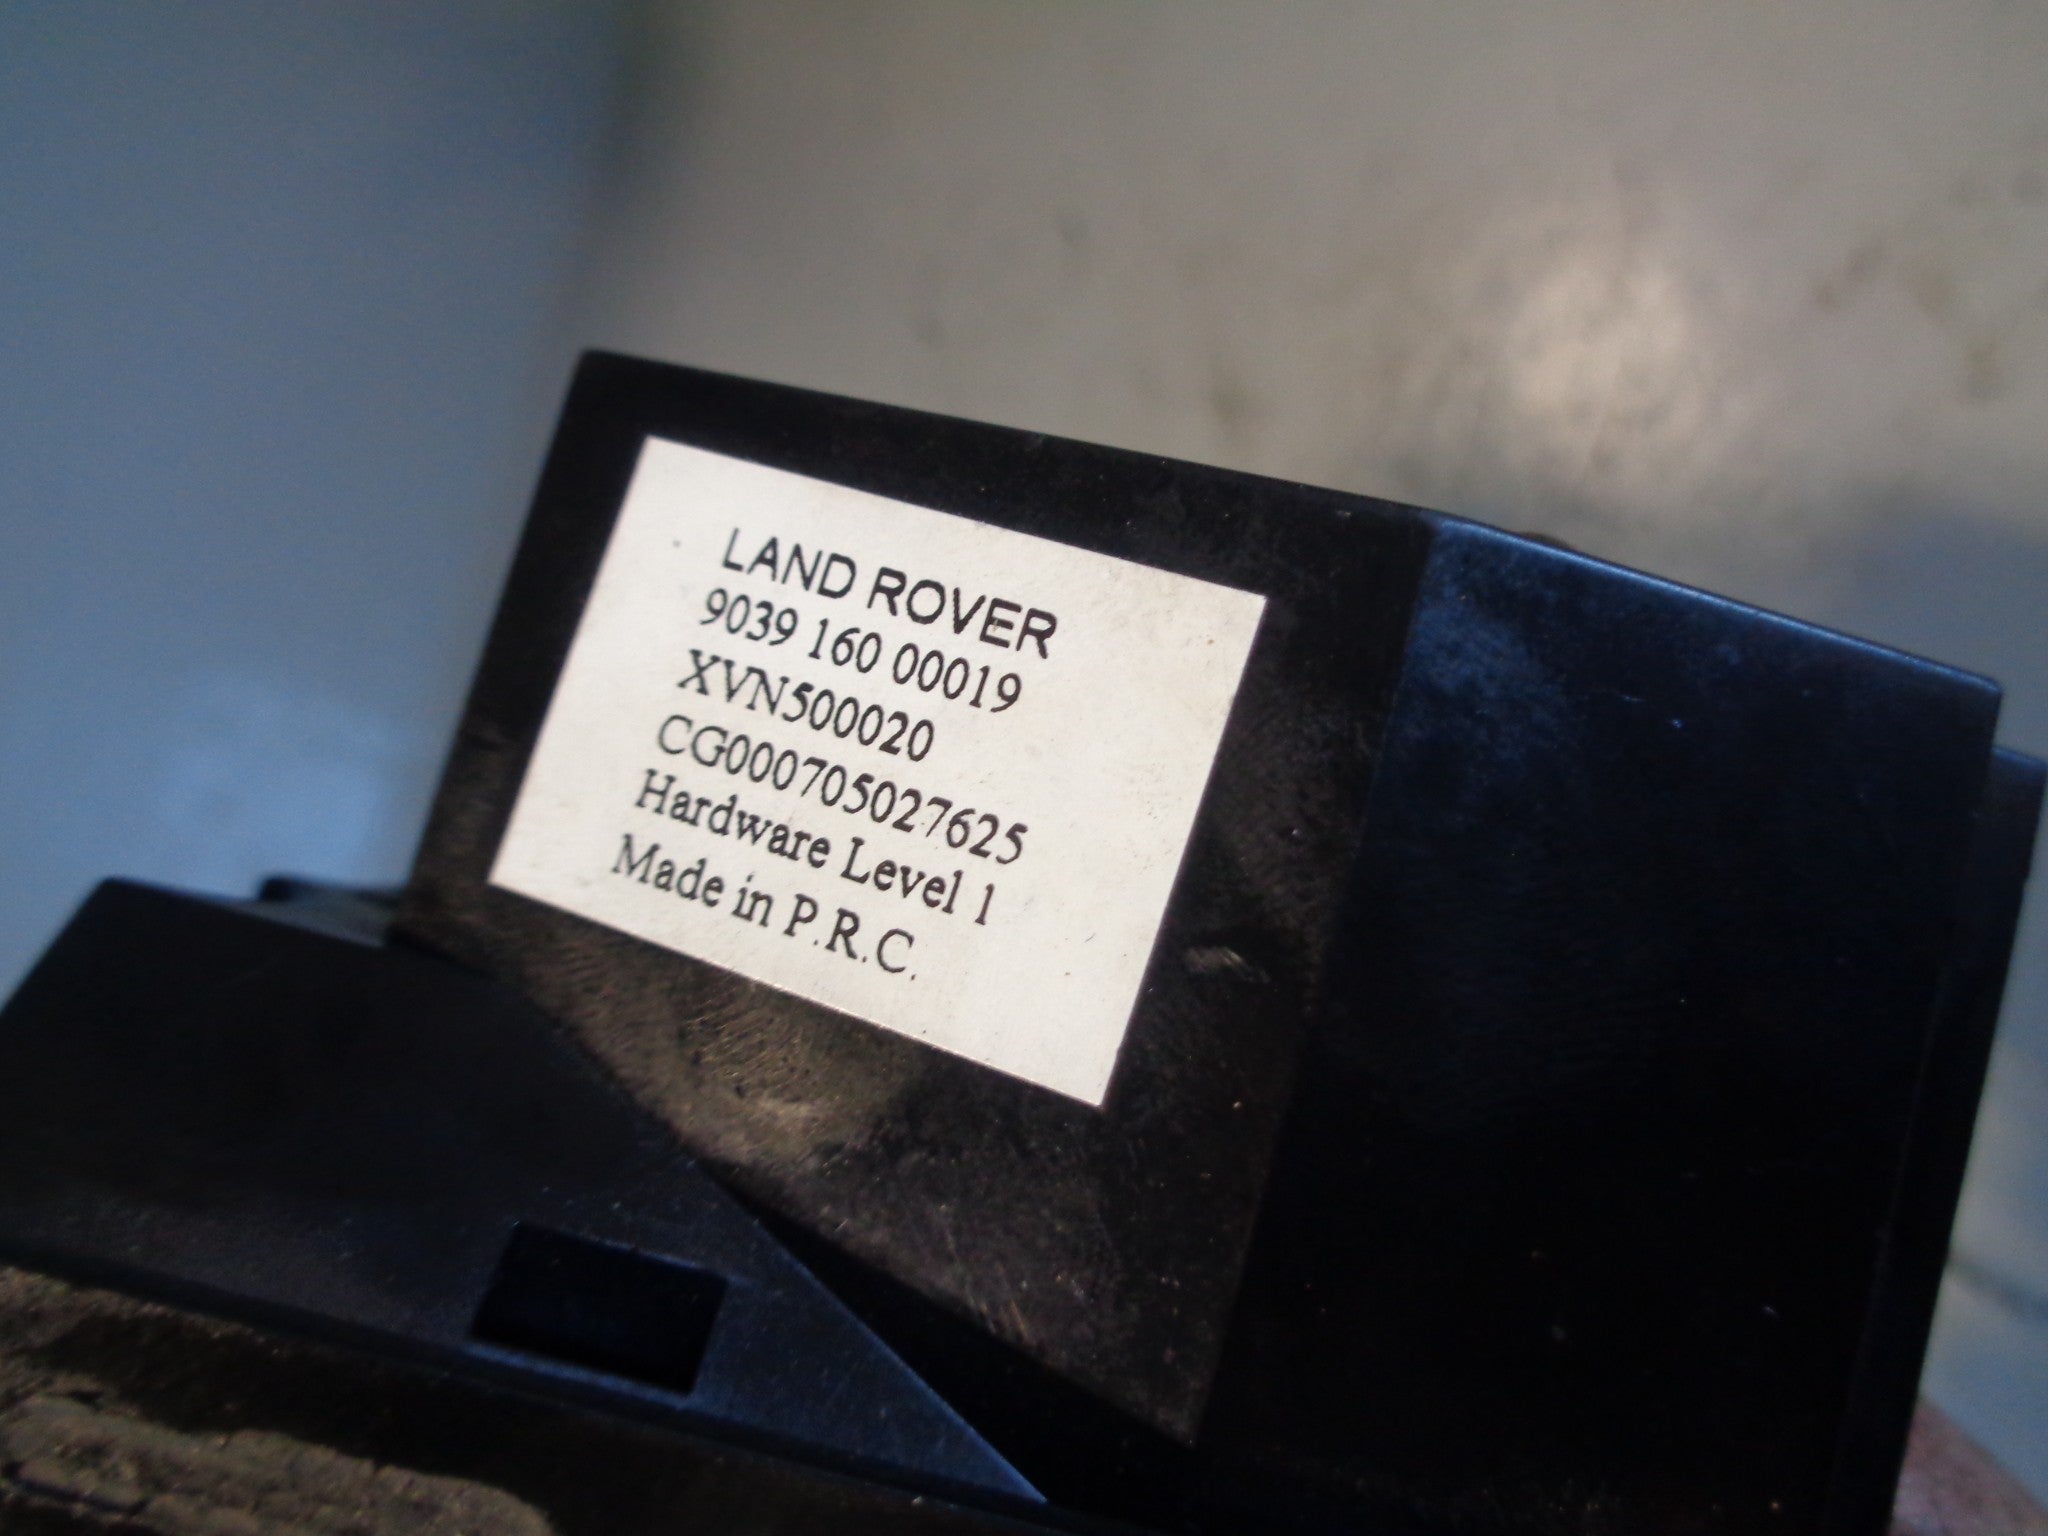 LAND ROVER
9039 160 00019
XVN500020
CG000705027625
Hardware Level 1
Made in P.R.C.